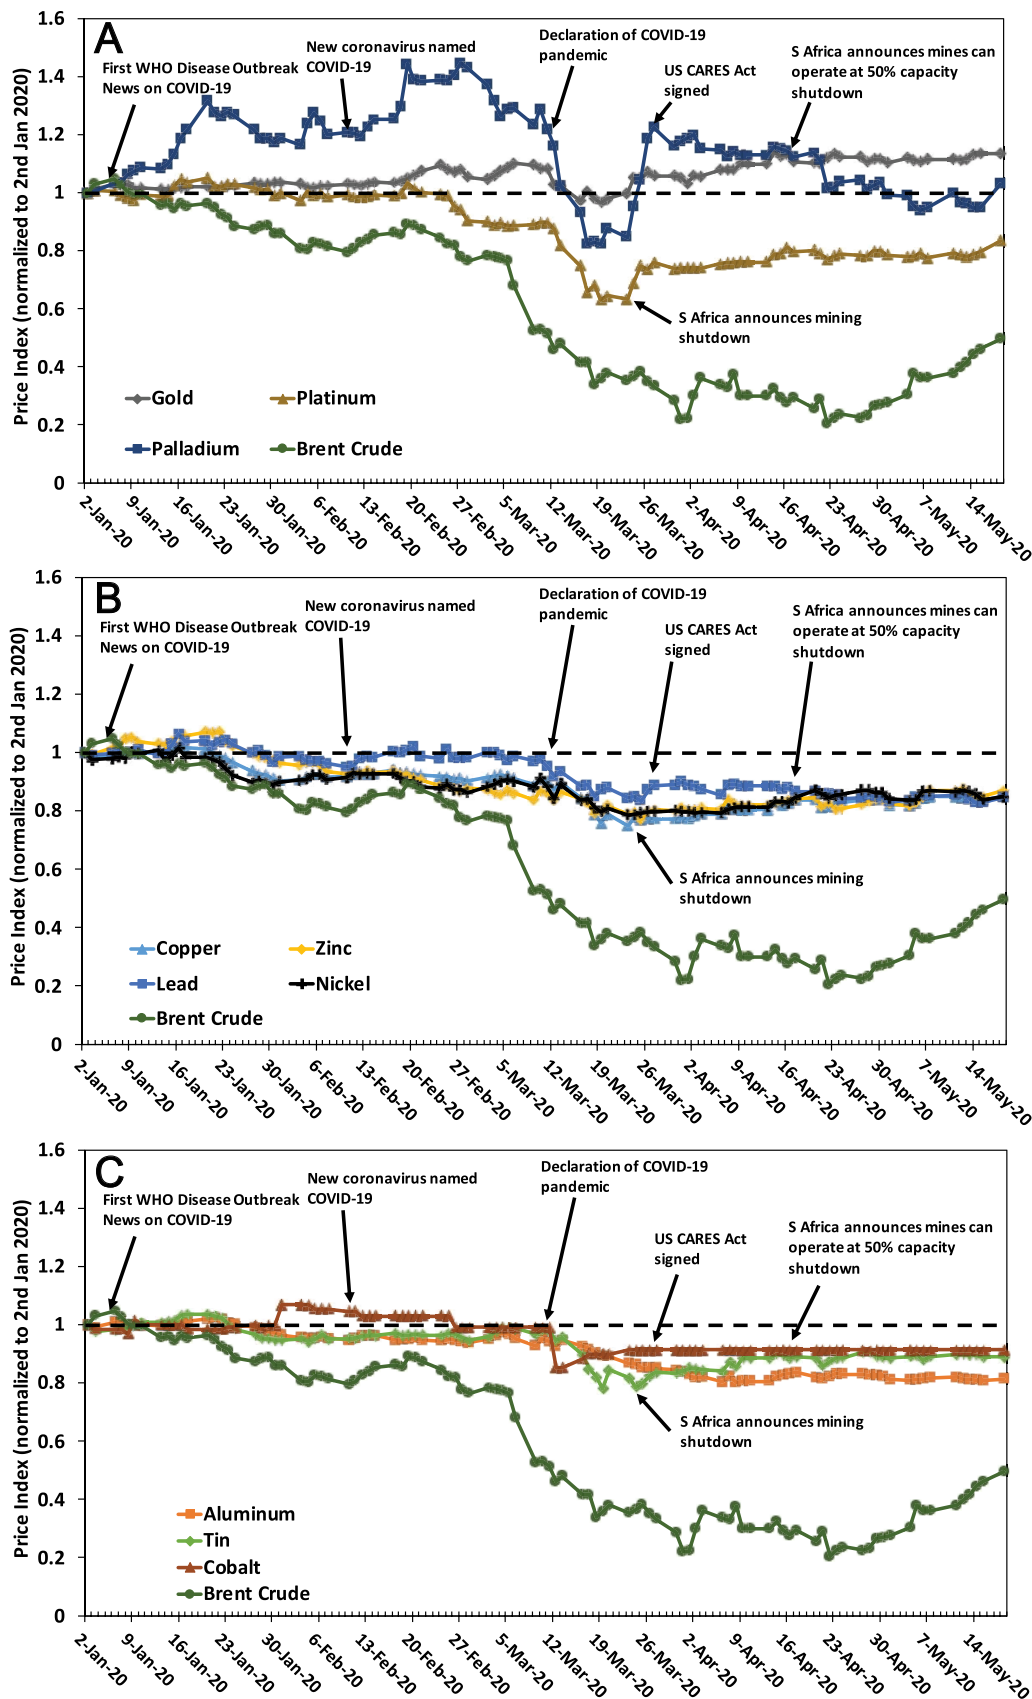 A
Price Index (normalized to 2nd Jan 2020)
1.6
1.4
1.2
1
0.8
0.6
0.4
0.2
0
First WHO Disease Outbreak
News on COVID-19
New coronavirus named
COVID-19
Declaration of COVID-19
pandemic
US CARES Act
signed
S Africa announces mines can
operate at 50% capacity
shutdown
S Africa announces mining
shutdown
Gold
Platinum
Palladium
Brent Crude
2-Jan-20
9-Jan-20
16-Jan-20
23-Jan-20
30-Jan-20
6-Feb-20
13-Feb-20
20-Feb-20
27-Feb-20
5-Mar-20
12-Mar-20
19-Mar-20
26-Mar-20
2-Apr-20
9-Apr-20
16-Apr-20
23-Apr-20
30-Apr-20
7-May-20
14-May-20
B
Price Index (normalized to 2nd Jan 2020)
1.6
1.4
1.2
1
0.8
0.6
0.4
0.2
0
First WHO Disease Outbreak
News on COVID-19
New coronavirus named
COVID-19
Declaration of COVID-19
pandemic
US CARES Act
signed
S Africa announces mines can
operate at 50% capacity
shutdown
S Africa announces mining
shutdown
Copper
Zinc
Lead
Nickel
Brent Crude
2-Jan-20
9-Jan-20
16-Jan-20
23-Jan-20
30-Jan-20
6-Feb-20
13-Feb-20
20-Feb-20
27-Feb-20
5-Mar-20
12-Mar-20
19-Mar-20
26-Mar-20
2-Apr-20
9-Apr-20
16-Apr-20
23-Apr-20
30-Apr-20
7-May-20
14-May-20
C
Price Index (normalized to 2nd Jan 2020)
1.6
1.4
1.2
1
0.8
0.6
0.4
0.2
0
First WHO Disease Outbreak
News on COVID-19
New coronavirus named
COVID-19
Declaration of COVID-19
pandemic
US CARES Act
signed
S Africa announces mines can
operate at 50% capacity
shutdown
S Africa announces mining
shutdown
Aluminum
Tin
Cobalt
Brent Crude
2-Jan-20
9-Jan-20
16-Jan-20
23-Jan-20
30-Jan-20
6-Feb-20
13-Feb-20
20-Feb-20
27-Feb-20
5-Mar-20
12-Mar-20
19-Mar-20
26-Mar-20
2-Apr-20
9-Apr-20
16-Apr-20
23-Apr-20
30-Apr-20
7-May-20
14-May-20